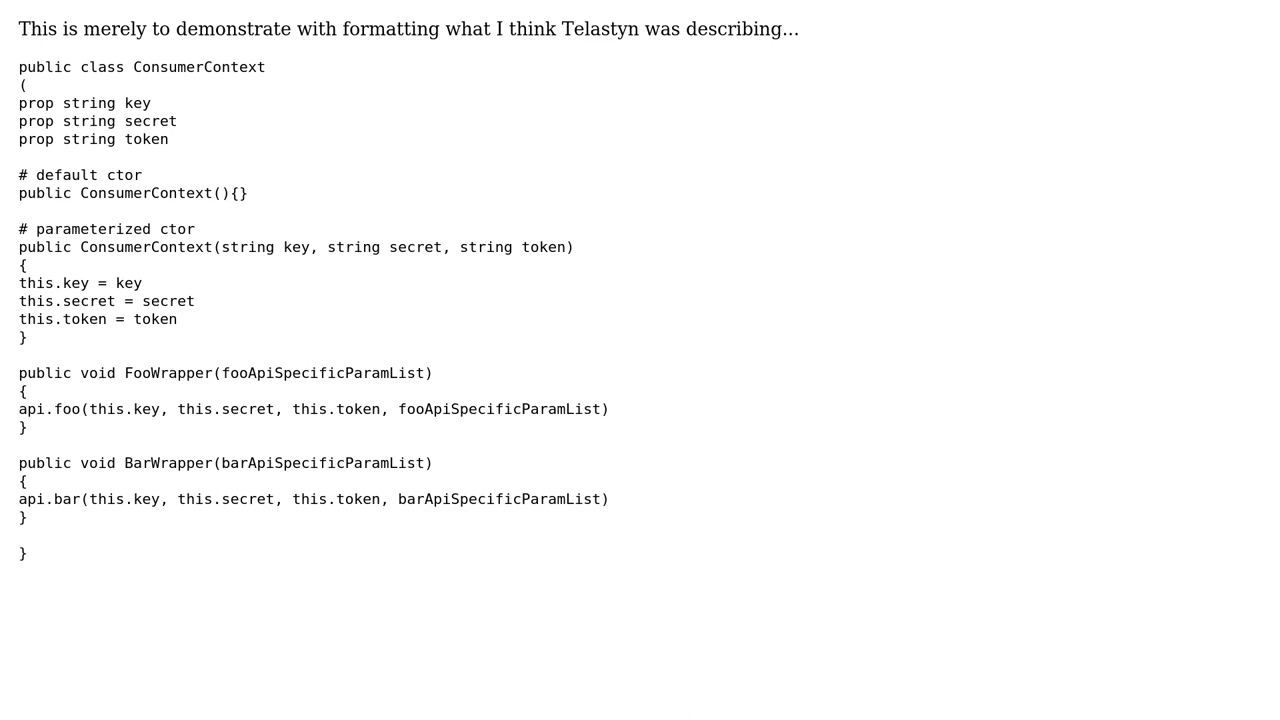 This is merely to demonstrate with formatting what I think Telastyn was describing...
public class ConsumerContext
(
prop string key
prop string secret
prop string token
# default ctor
public ConsumerContext(){}
# parameterized ctor
public ConsumerContext(string key, string secret, string token)
{
this.key = key
this.secret = secret
this.token = token
}
public void FooWrapper(fooApiSpecificParamList)
{
api.foo(this.key, this.secret, this.token, fooApiSpecificParamList)
}
public void BarWrapper(barApiSpecificParamList)
{
api.bar(this.key, this.secret, this.token, barApiSpecificParamList)
}
}